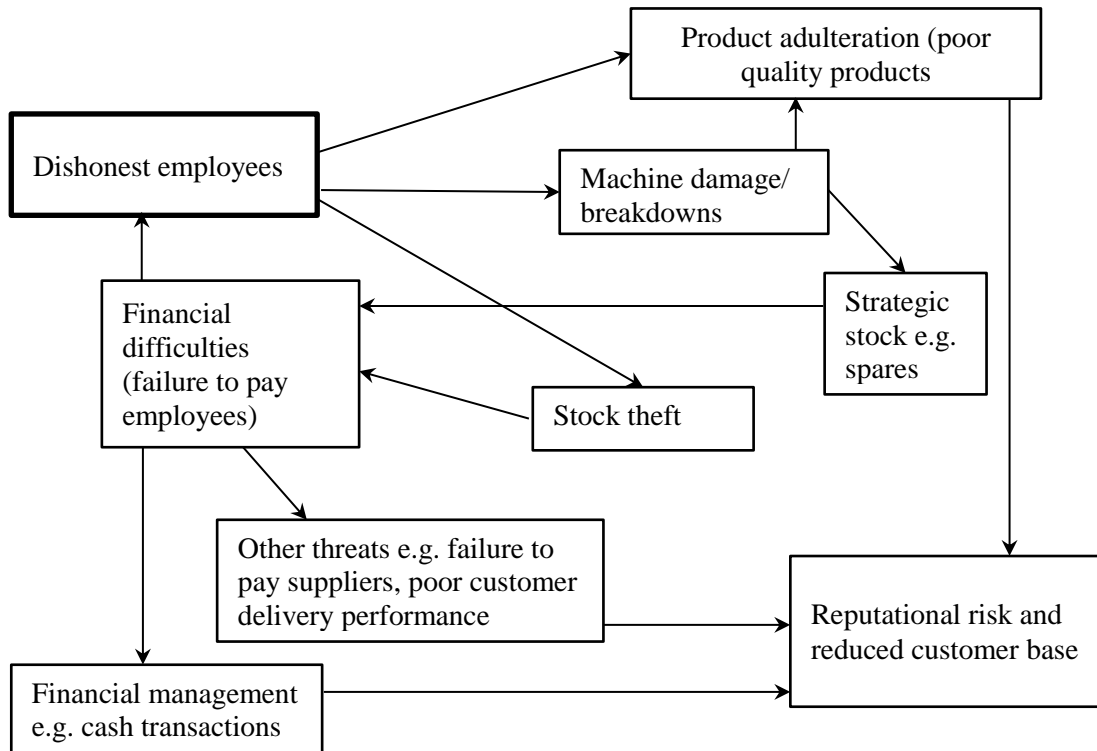 Product adulteration (poor
quality products
Dishonest employees
Machine damage/
breakdowns
Financial
difficulties
(failure to pay
employees)
Strategic
stock e.g.
spares
Stock theft
Other threats e.g. failure to
pay suppliers, poor customer
delivery performance
Reputational risk and
reduced customer base
Financial management
e.g. cash transactions